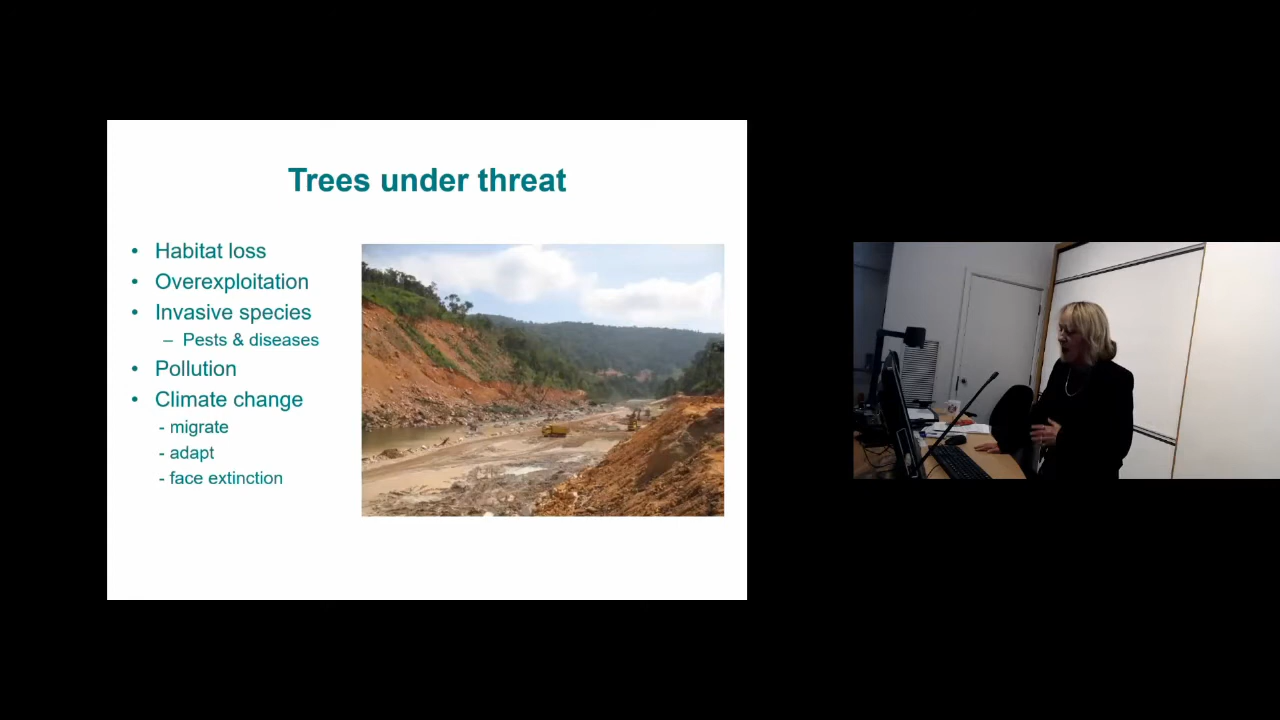 Trees under threat
• Habitat loss
• Overexploitation
• Invasive species
– Pests & diseases
• Pollution
• Climate change
- migrate
- adapt
- face extinction